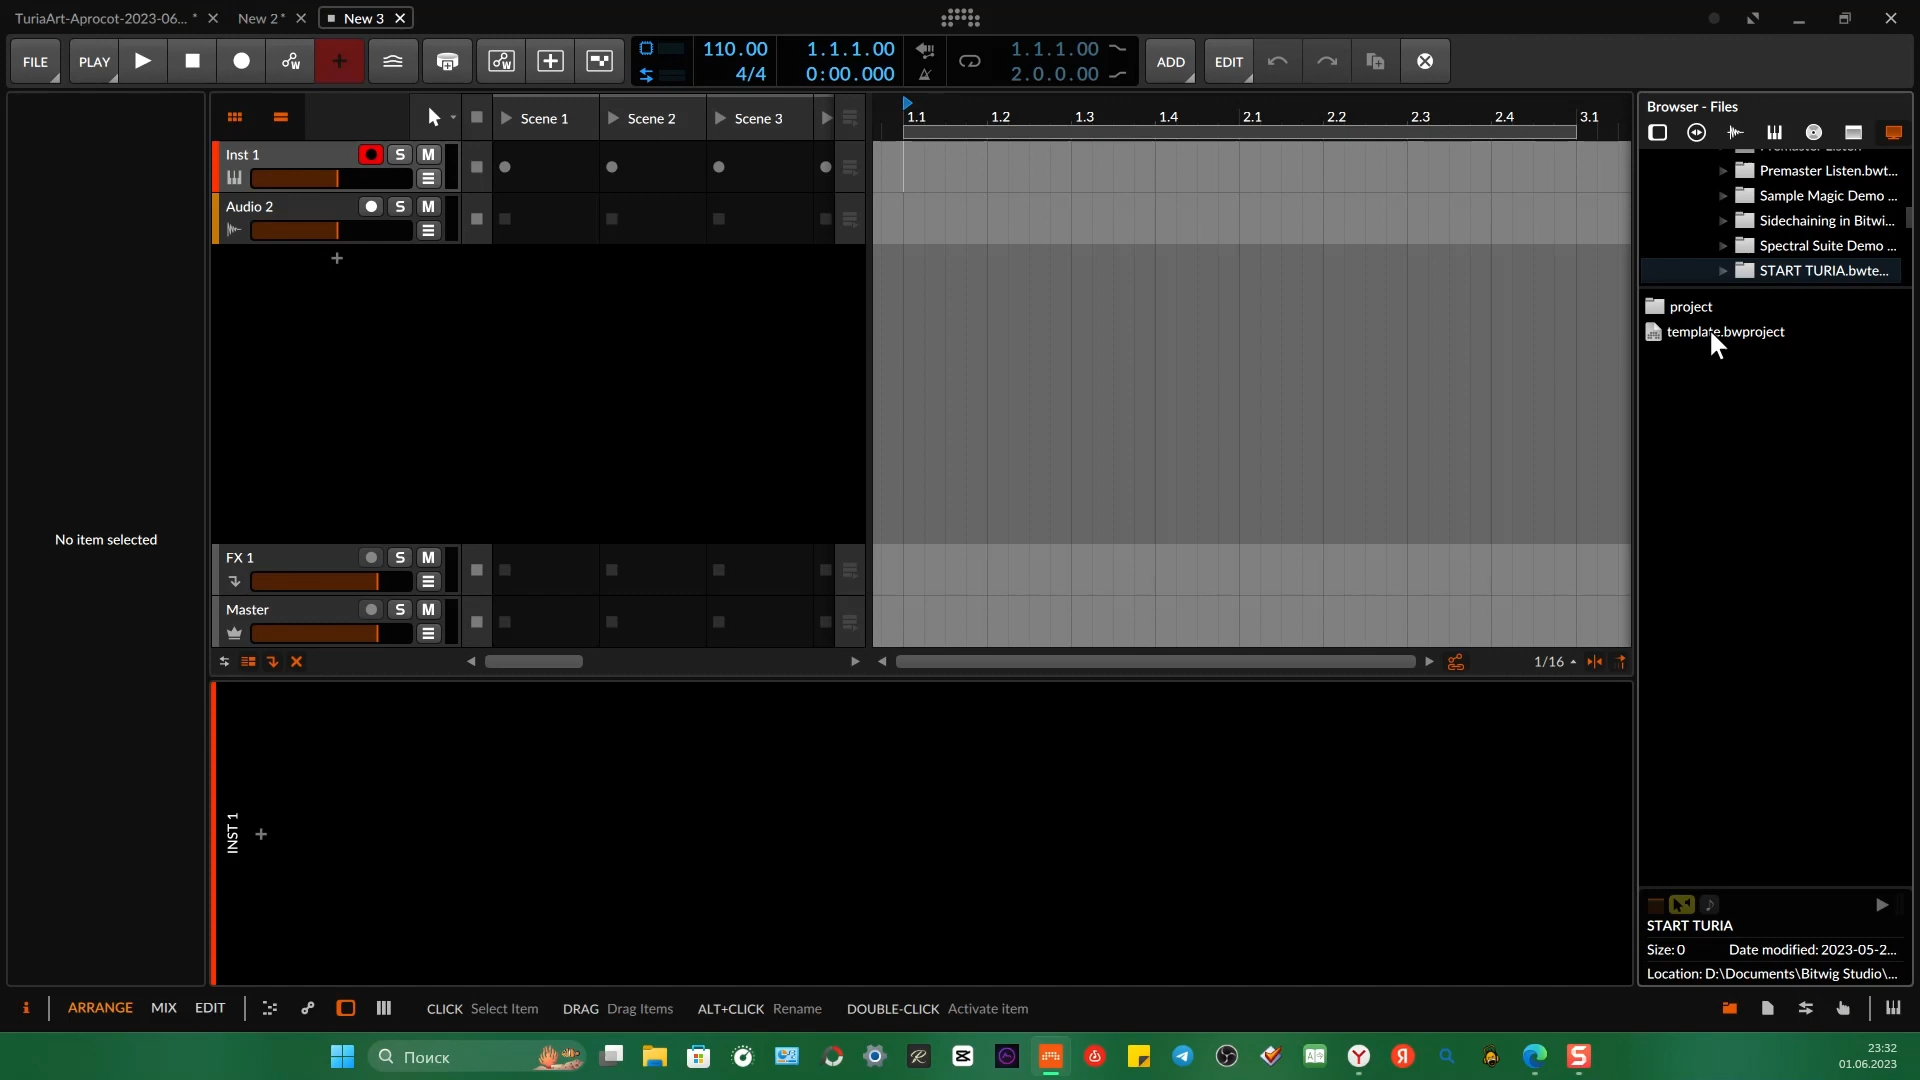 TuriaArt-Aprocot-2023-06... *
New 2 *
New 3
FILE
PLAY
110.00
4/4
1.1.1.00
0:00.000
1.1.1.00
2.0.0.00
ADD
EDIT
Scene 1
Scene 2
Scene 3
1.1
1.2
1.3
1.4
2.1
2.2
2.3
2.4
3.1
Inst 1
S M
Audio 2
S M
No item selected
FX 1
S M
Master
S M
1/16
INST 1
Browser - Files
Premaster Listen.bwt...
Sample Magic Demo ...
Sidechaining in Bitwi...
Spectral Suite Demo ...
START TURIA.bwte...
project
template.bwproject
START TURIA
Size: 0 Date modified: 2023-05-2...
Location: D:\Documents\Bitwig Studio\...
i ARRANGE MIX EDIT
CLICK Select Item DRAG Drag Items ALT+CLICK Rename DOUBLE-CLICK Activate item
Поиск
23:32
01.06.2023